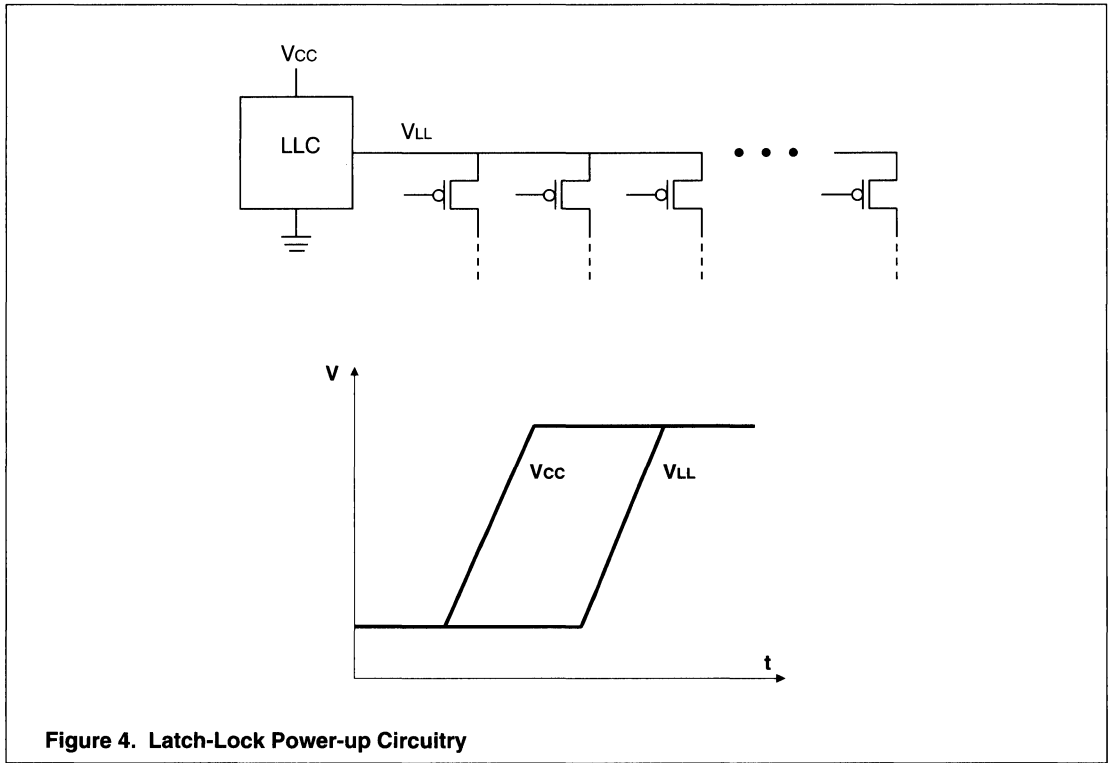 VCC
LLC
VLL
V
VCC
VLL
t
Figure 4. Latch-Lock Power-up Circuitry